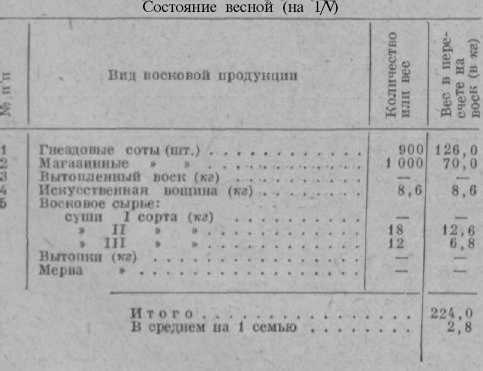 Состояние весной (на 1/V)
№ п/п
Вид восковой продукции
Количество или вес
Вес в пересчете на воск (в кг)
1 Гнездовые соты (шт.) 900 126,0
2 Магазинные » » 1 000 70,0
3 Вытопленный воск (кг) — —
4 Искусственная вощина (кг) 8,6 8,6
5 Восковое сырье:
суши I сорта (кг) — —
» II » » 18 12,6
» III » » 12 6,8
Вытопки (кг) — —
Мерва » — —
Итого 224,0
В среднем на 1 семью 2,8